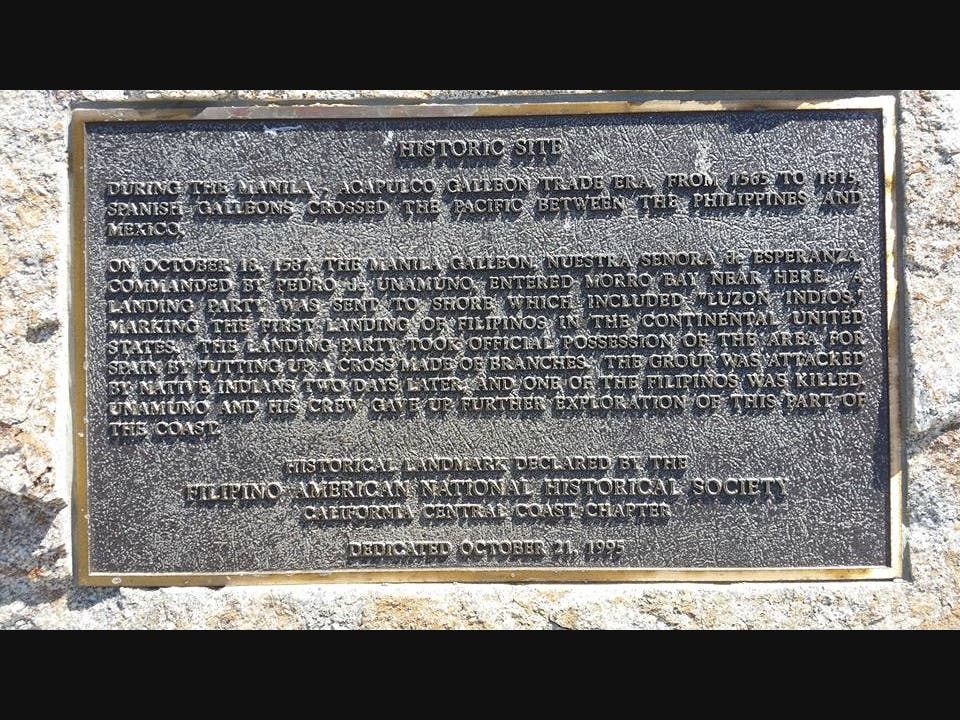 HISTORIC SITE
DURING THE MANILA - ACAPULCO GALLEON TRADE ERA, FROM 1565 TO 1815,
SPANISH GALLEONS CROSSED THE PACIFIC BETWEEN THE PHILIPPINES AND
MEXICO.
ON OCTOBER 18, 1587, THE MANILA GALLEON, NUESTRA SENORA de ESPERANZA,
COMMANDED BY PEDRO de UNAMUNO, ENTERED MORRO BAY NEAR HERE. A
LANDING PARTY WAS SENT TO SHORE WHICH INCLUDED "LUZON INDIOS,"
MARKING THE FIRST LANDING OF FILIPINOS IN THE CONTINENTAL UNITED
STATES. THE LANDING PARTY TOOK OFFICIAL POSSESSION OF THE AREA FOR
SPAIN BY PUTTING UP A CROSS MADE OF BRANCHES. THE GROUP WAS ATTACKED
BY NATIVE INDIANS TWO DAYS LATER, AND ONE OF THE FILIPINOS WAS KILLED.
UNAMUNO AND HIS CREW GAVE UP FURTHER EXPLORATION OF THIS PART OF
THE COAST.
HISTORICAL LANDMARK DECLARED BY THE
FILIPINO AMERICAN NATIONAL HISTORICAL SOCIETY
CALIFORNIA CENTRAL COAST CHAPTER
DEDICATED OCTOBER 21, 1995